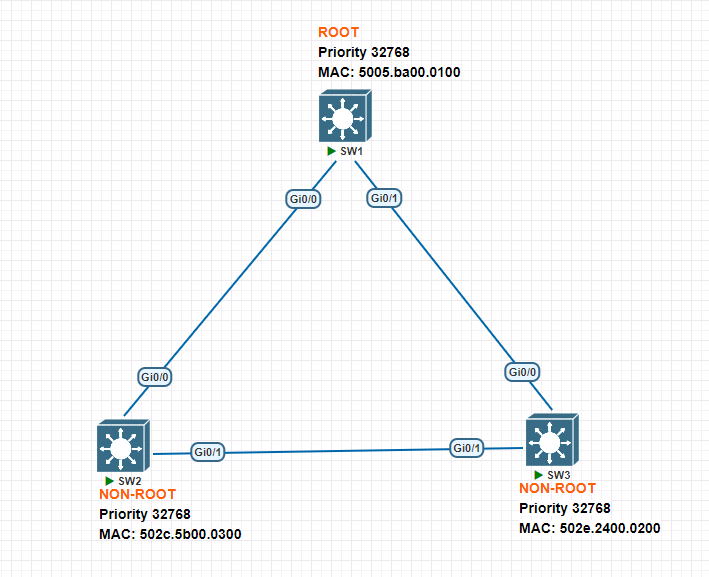 ROOT
Priority 32768
MAC: 5005.ba00.0100
SW1
Gi0/0
Gi0/1
Gi0/0
Gi0/0
Gi0/1
Gi0/1
SW2
NON-ROOT
Priority 32768
MAC: 502c.5b00.0300
SW3
NON-ROOT
Priority 32768
MAC: 502e.2400.0200